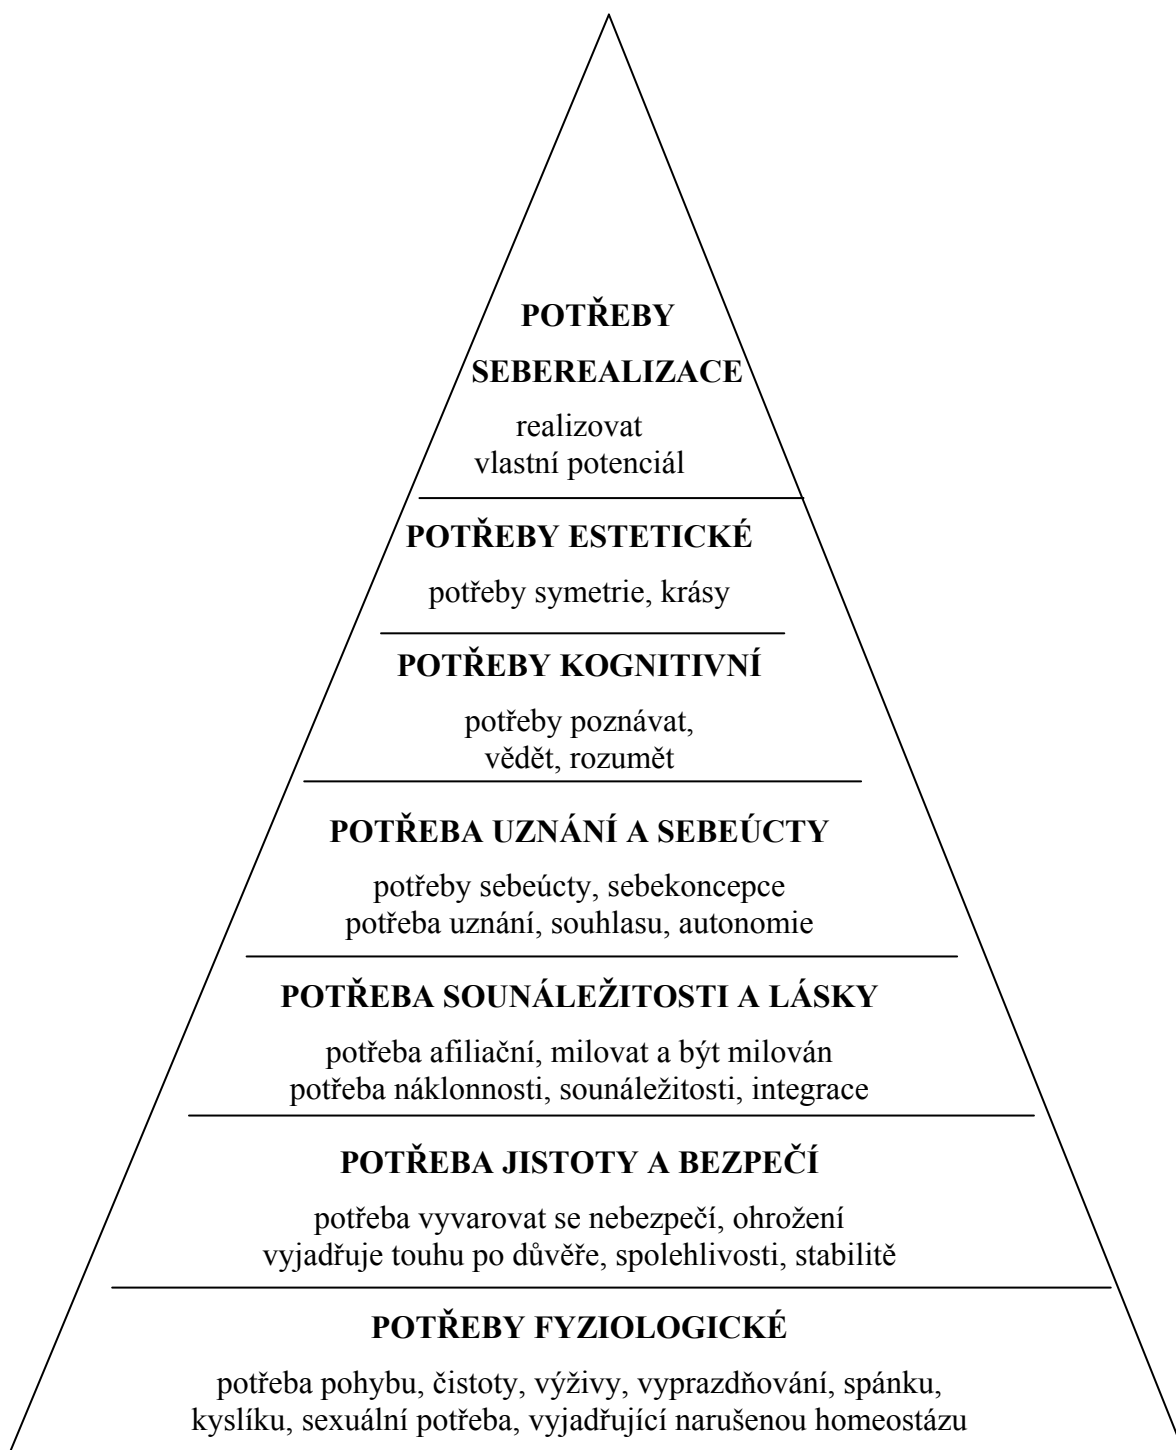 POTŘEBY
SEBEREALIZACE
realizovat
vlastní potenciál
POTŘEBY ESTETICKÉ
potřeby symetrie, krásy
POTŘEBY KOGNITIVNÍ
potřeby poznávat,
vědět, rozumět
POTŘEBA UZNÁNÍ A SEBEÚCTY
potřeby sebeúcty, sebekoncepce
potřeba uznání, souhlasu, autonomie
POTŘEBA SOUNÁLEŽITOSTI A LÁSKY
potřeba afiliační, milovat a být milován
potřeba náklonnosti, sounáležitosti, integrace
POTŘEBA JISTOTY A BEZPEČÍ
potřeba vyvarovat se nebezpečí, ohrožení
vyjadřuje touhu po důvěře, spolehlivosti, stabilitě
POTŘEBY FYZIOLOGICKÉ
potřeba pohybu, čistoty, výživy, vyprazdňování, spánku,
kyslíku, sexuální potřeba, vyjadřující narušenou homeostázu